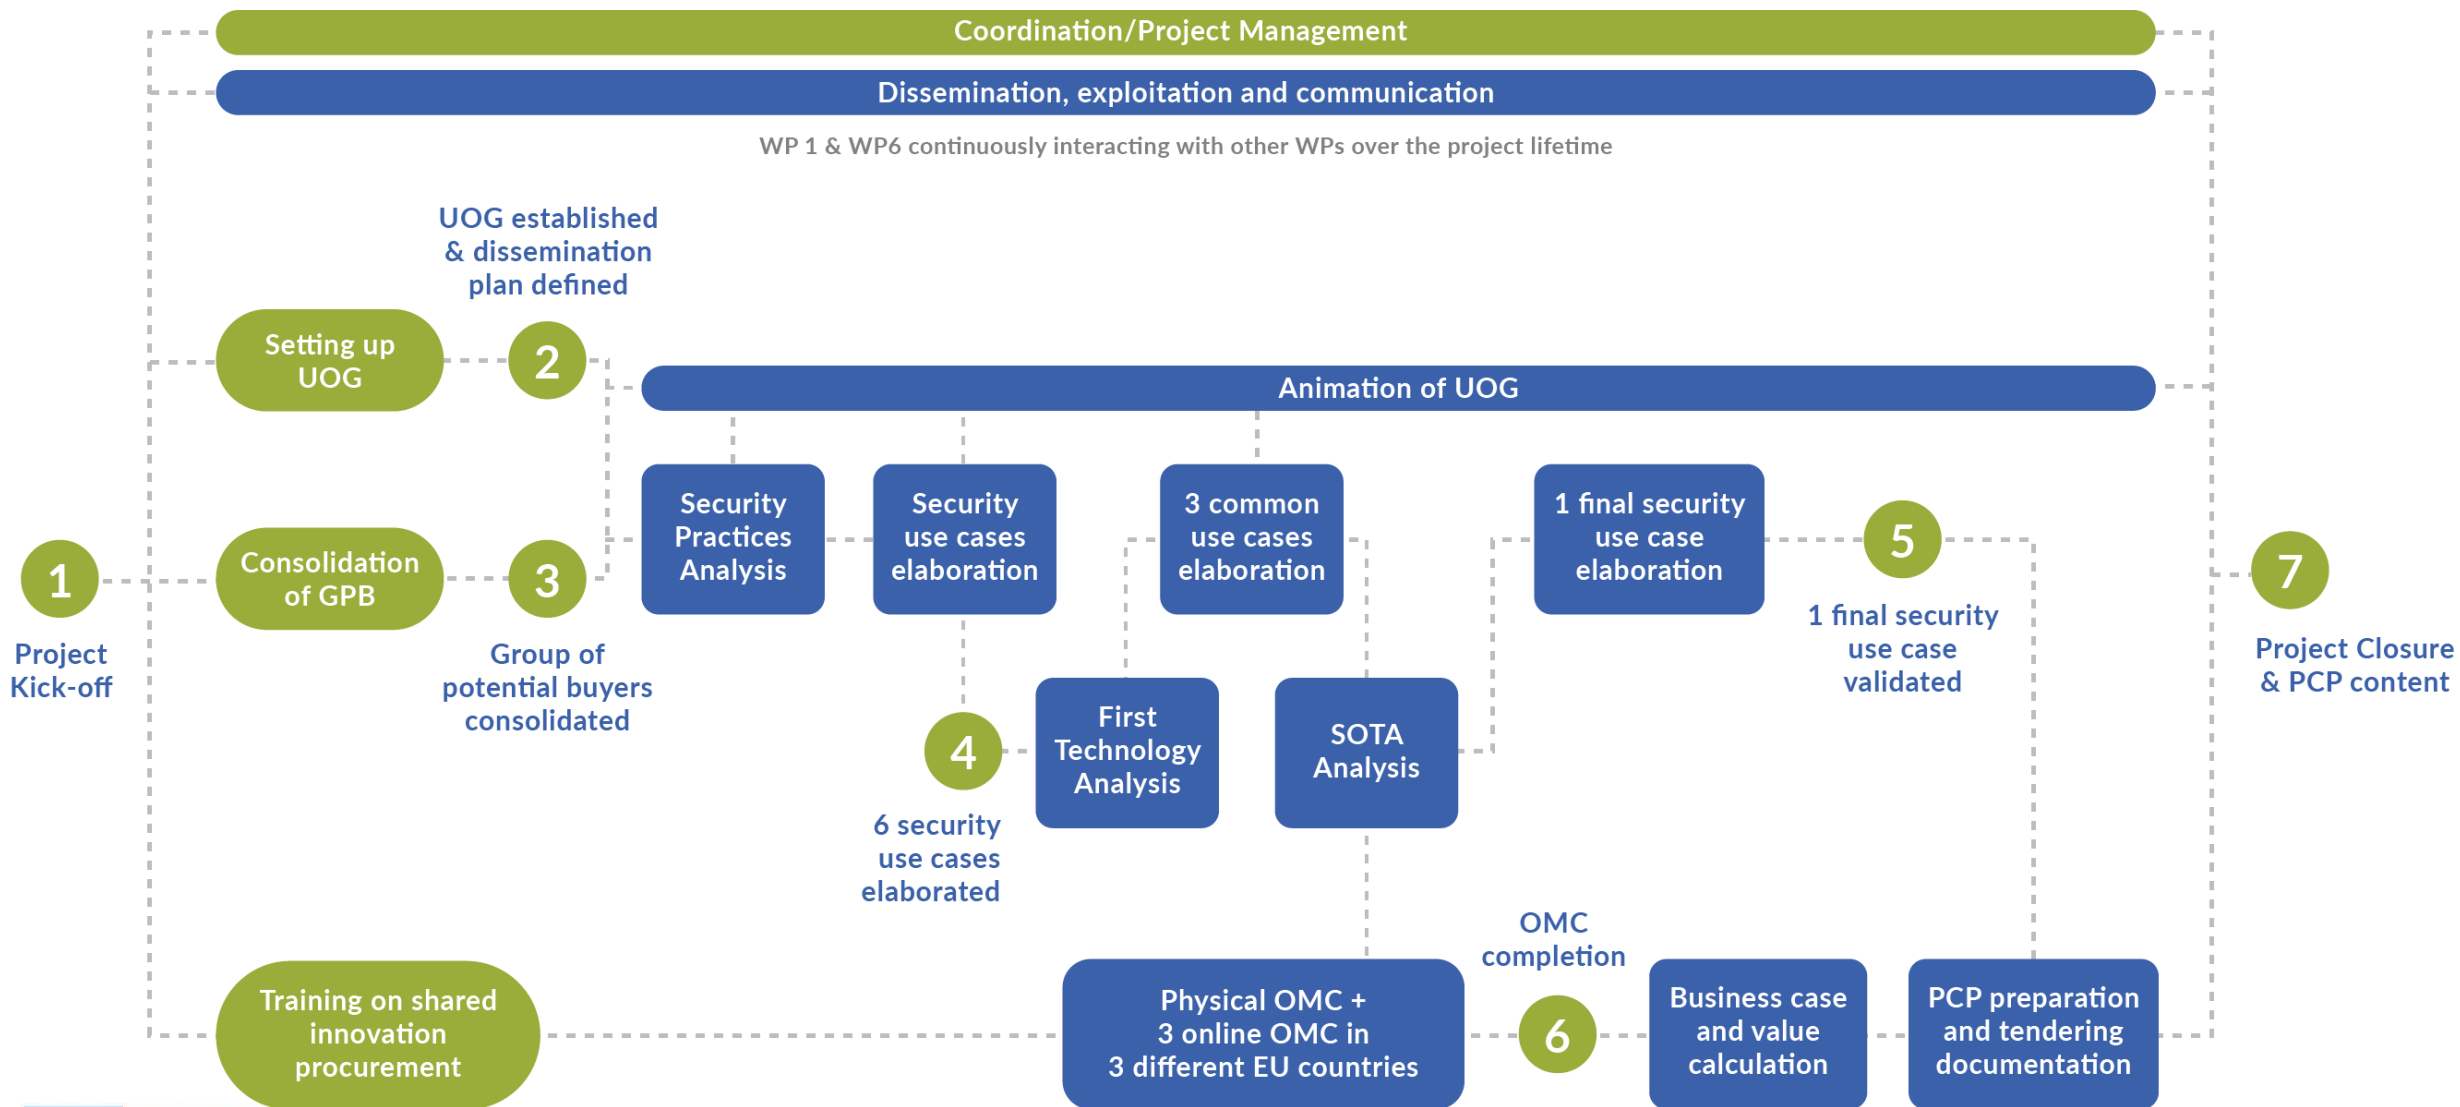 Coordination/Project Management
Dissemination, exploitation and communication
WP 1 & WP6 continuously interacting with other WPs over the project lifetime
UOG established
& dissemination
plan defined
Setting up
UOG
2
Animation of UOG
1
Project
Kick-off
Consolidation
of GPB
3
Group of
potential buyers
consolidated
Security
Practices
Analysis
Security
use cases
elaboration
3 common
use cases
elaboration
1 final security
use case
elaboration
5
1 final security
use case
validated
7
Project Closure
& PCP content
4
6 security
use cases
elaborated
First
Technology
Analysis
SOTA
Analysis
Training on shared
innovation
procurement
Physical OMC +
3 online OMC in
3 different EU countries
OMC
completion
6
Business case
and value
calculation
PCP preparation
and tendering
documentation